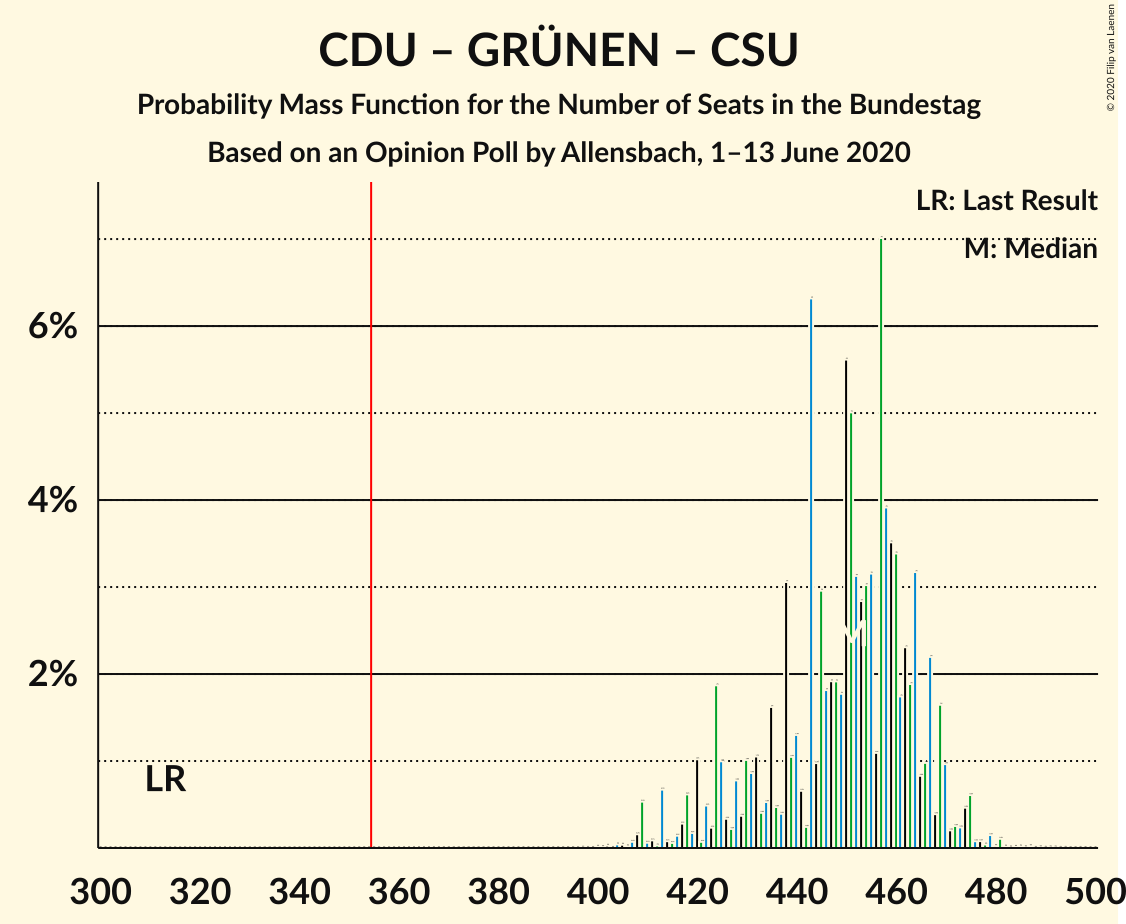 CDU – GRÜNEN – CSU
Probability Mass Function for the Number of Seats in the Bundestag
Based on an Opinion Poll by Allensbach, 1–13 June 2020
© 2020 Filip van Laenen
LR: Last Result
M: Median
6%
4%
2%
LR
300 320 340 360 380 400 420 440 460 480 500